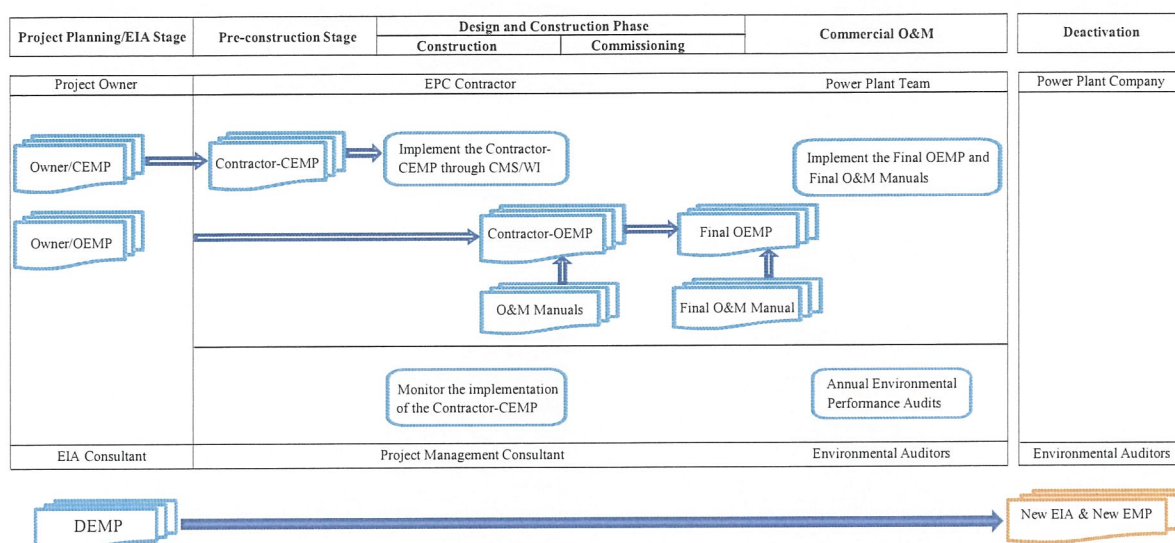 Project Planning/EIA Stage
Pre-construction Stage
Design and Construction Phase
Construction
Commissioning
Commercial O&M
Deactivation
Project Owner
EPC Contractor
Power Plant Team
Power Plant Company
Owner/CEMP
Contractor-CEMP
Implement the Contractor-
CEMP through CMS/WI
Implement the Final OEMP and
Final O&M Manuals
Owner/OEMP
Contractor-OEMP
Final OEMP
O&M Manuals
Final O&M Manual
Monitor the implementation
of the Contractor-CEMP
Annual Environmental
Performance Audits
EIA Consultant
Project Management Consultant
Environmental Auditors
Environmental Auditors
DEMP
New EIA & New EMP